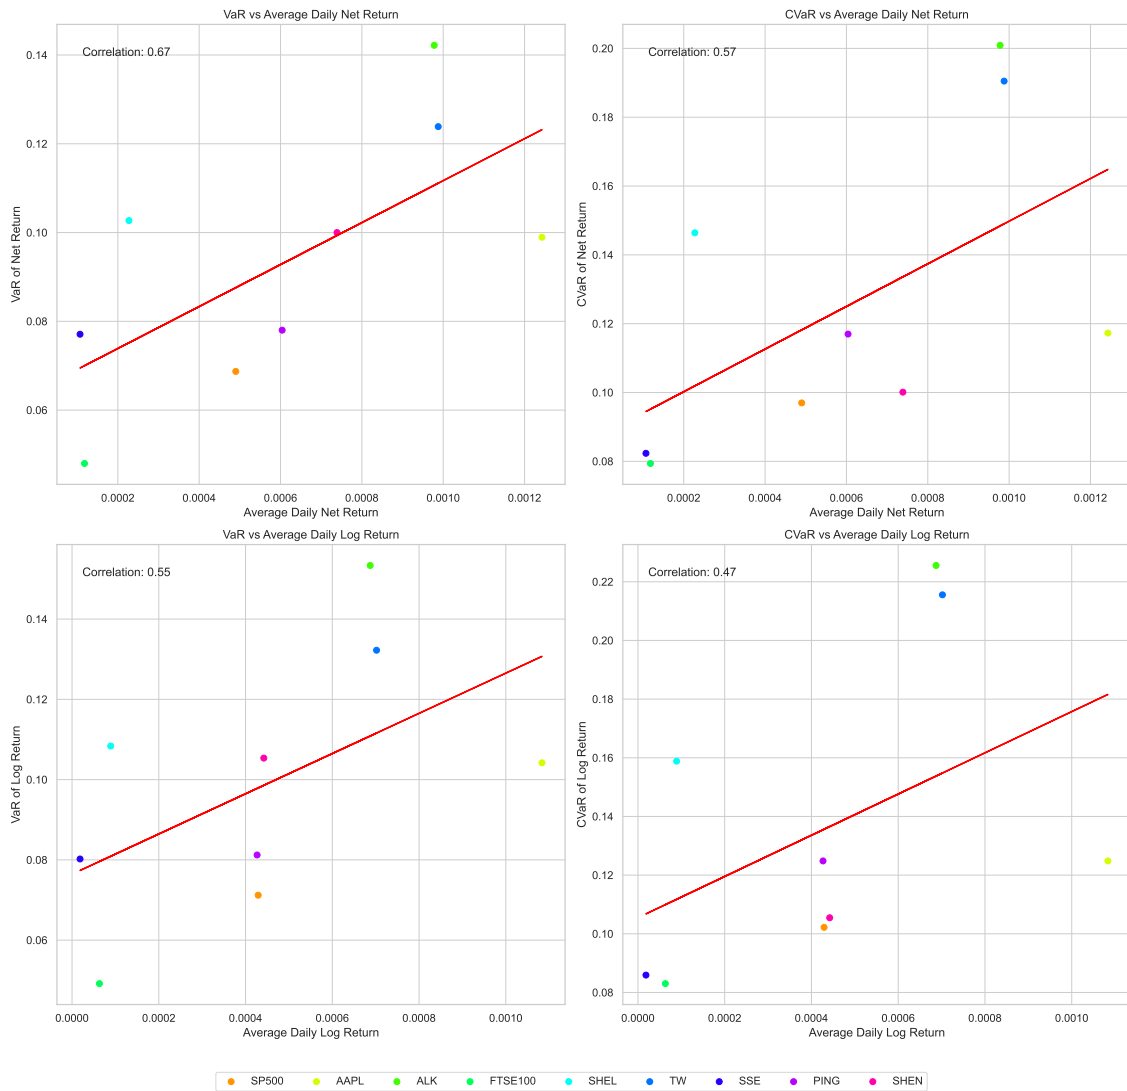 VaR vs Average Daily Net Return
Correlation: 0.67
0.14
0.12
0.10
0.08
0.06
VaR of Net Return
0.0002 0.0004 0.0006 0.0008 0.0010 0.0012
Average Daily Net Return
CVaR vs Average Daily Net Return
Correlation: 0.57
0.20
0.18
0.16
0.14
0.12
0.10
0.08
CVaR of Net Return
0.0002 0.0004 0.0006 0.0008 0.0010 0.0012
Average Daily Net Return
VaR vs Average Daily Log Return
Correlation: 0.55
0.14
0.12
0.10
0.08
0.06
VaR of Log Return
0.0000 0.0002 0.0004 0.0006 0.0008 0.0010
Average Daily Log Return
CVaR vs Average Daily Log Return
Correlation: 0.47
0.22
0.20
0.18
0.16
0.14
0.12
0.10
0.08
CVaR of Log Return
0.0000 0.0002 0.0004 0.0006 0.0008 0.0010
Average Daily Log Return
SP500 AAPL ALK FTSE100 SHEL TW SSE PING SHEN